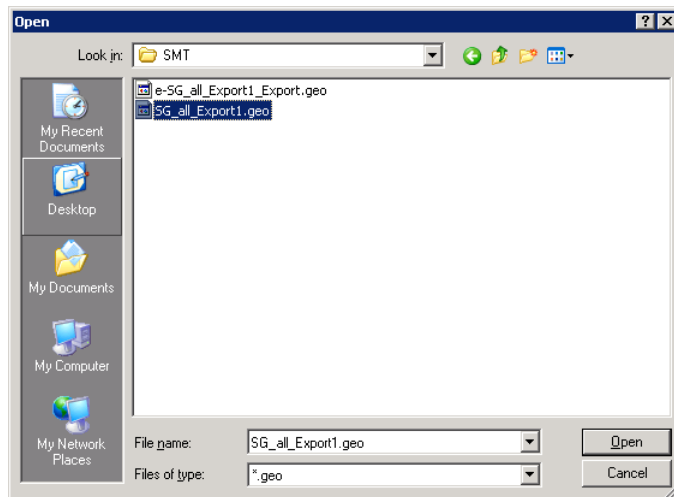 Open
Look in:
SMT
e-SG_all_Export1_Export.geo
SG_all_Export1.geo
My Recent
Documents
Desktop
My Documents
My Computer
My Network
Places
File name:
SG_all_Export1.geo
Open
Files of type:
*.geo
Cancel